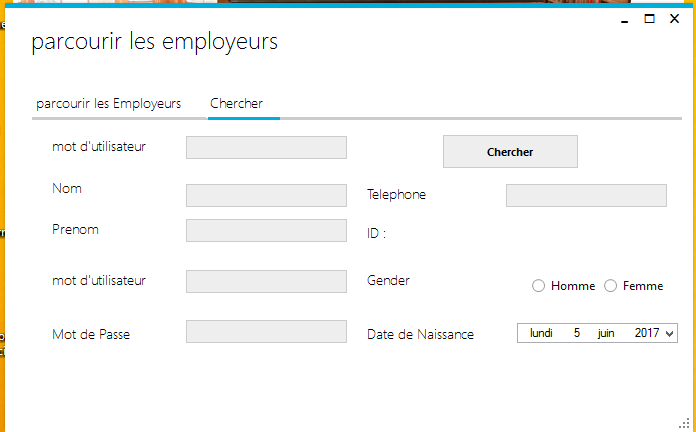 parcourir les employeurs
parcourir les Employeurs Chercher
mot d'utilisateur Chercher
Nom Telephone
Prenom ID :
mot d'utilisateur Gender Homme Femme
Mot de Passe Date de Naissance lundi 5 juin 2017